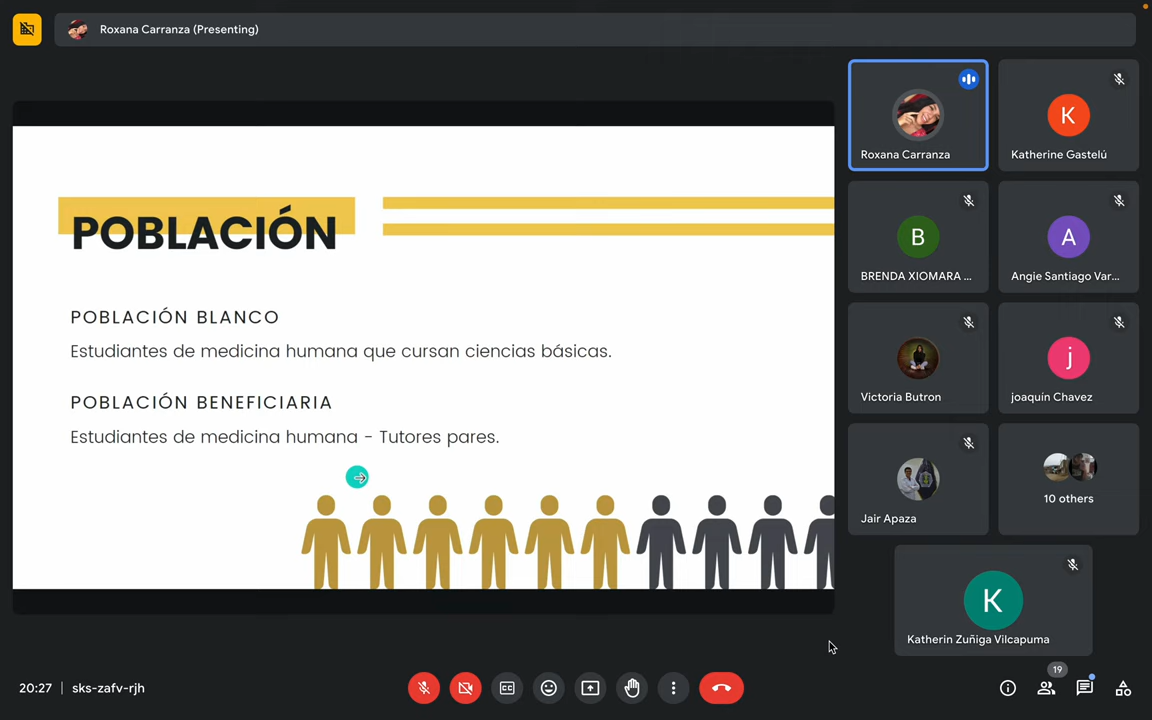 Roxana Carranza (Presenting)
POBLACIÓN
POBLACIÓN BLANCO
Estudiantes de medicina humana que cursan ciencias básicas.
POBLACIÓN BENEFICIARIA
Estudiantes de medicina humana - Tutores pares.
Roxana Carranza
K
Katherine Gastelú
B
BRENDA XIOMARA ...
A
Angie Santiago Var...
Victoria Butron
j
joaquín Chavez
Jair Apaza
10 others
K
Katherin Zuñiga Vilcapuma
20:27 | sks-zafv-rjh
CC
19